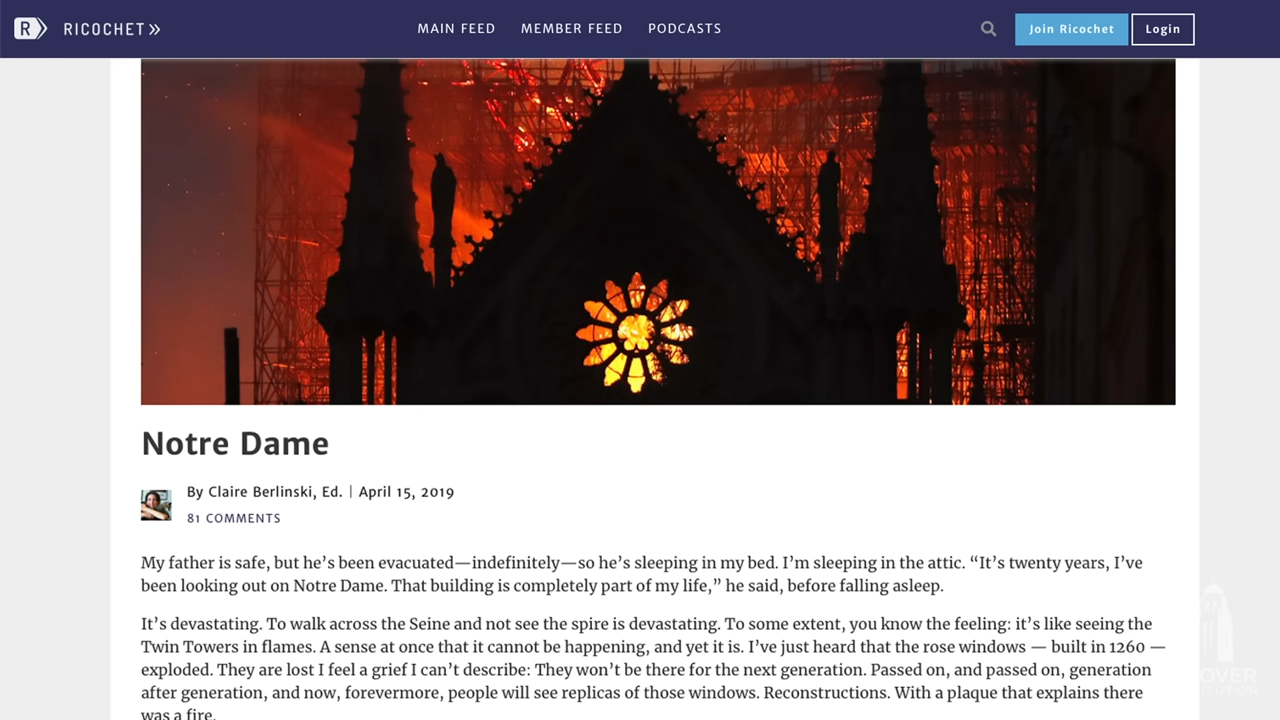 R RICOCHET
MAIN FEED MEMBER FEED PODCASTS
Join Ricochet Login
Notre Dame
By Claire Berlinski, Ed. | April 15, 2019
81 COMMENTS
My father is safe, but he’s been evacuated—indefinitely—so he’s sleeping in my bed. I’m sleeping in the attic. “It’s twenty years, I’ve
been looking out on Notre Dame. That building is completely part of my life,” he said, before falling asleep.
It’s devastating. To walk across the Seine and not see the spire is devastating. To some extent, you know the feeling: it’s like seeing the
Twin Towers in flames. A sense at once that it cannot be happening, and yet it is. I’ve just heard that the rose windows — built in 1260 —
exploded. They are lost I feel a grief I can’t describe: They won’t be there for the next generation. Passed on, and passed on, generation
after generation, and now, forevermore, people will see replicas of those windows. Reconstructions. With a plaque that explains there
was a fire.
OVER
TUTION